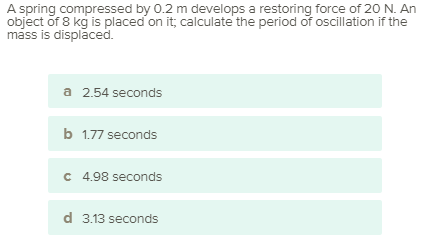 A spring compressed by 0.2 m develops a restoring force of 20 N. An
object of 8 kg is placed on it; calculate the period of oscillation if the
mass is displaced.
a 2.54 seconds
b 1.77 seconds
c 4.98 seconds
d 3.13 seconds